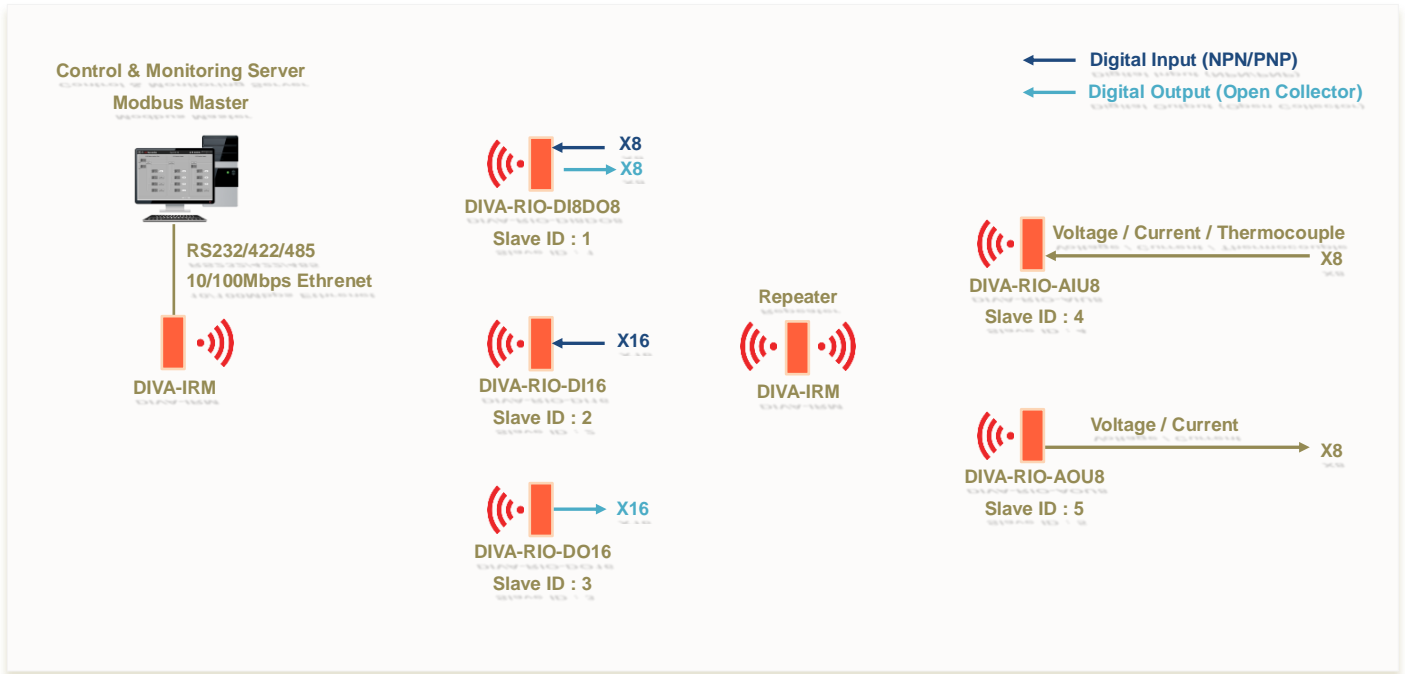 Control & Monitoring Server
Modbus Master
RS232/422/485
10/100Mbps Ethrenet
DIVA-IRM
X8
X8
DIVA-RIO-DI8DO8
Slave ID : 1
X16
DIVA-RIO-DI16
Slave ID : 2
X16
DIVA-RIO-DO16
Slave ID : 3
Repeater
DIVA-IRM
Digital Input (NPN/PNP)
Digital Output (Open Collector)
Voltage / Current / Thermocouple
X8
DIVA-RIO-AIU8
Slave ID : 4
Voltage / Current
X8
DIVA-RIO-AOU8
Slave ID : 5